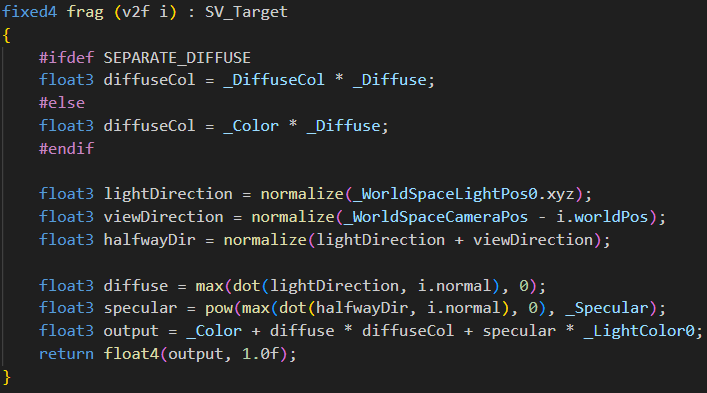 fixed4 frag (v2f i) : SV_Target
{
    #ifdef SEPARATE_DIFFUSE
    float3 diffuseCol = _DiffuseCol * _Diffuse;
    #else
    float3 diffuseCol = _Color * _Diffuse;
    #endif

    float3 lightDirection = normalize(_WorldSpaceLightPos0.xyz);
    float3 viewDirection = normalize(_WorldSpaceCameraPos - i.worldPos);
    float3 halfwayDir = normalize(lightDirection + viewDirection);

    float3 diffuse = max(dot(lightDirection, i.normal), 0);
    float3 specular = pow(max(dot(halfwayDir, i.normal), 0), _Specular);
    float3 output = _Color + diffuse * diffuseCol + specular * _LightColor0;
    return float4(output, 1.0f);
}